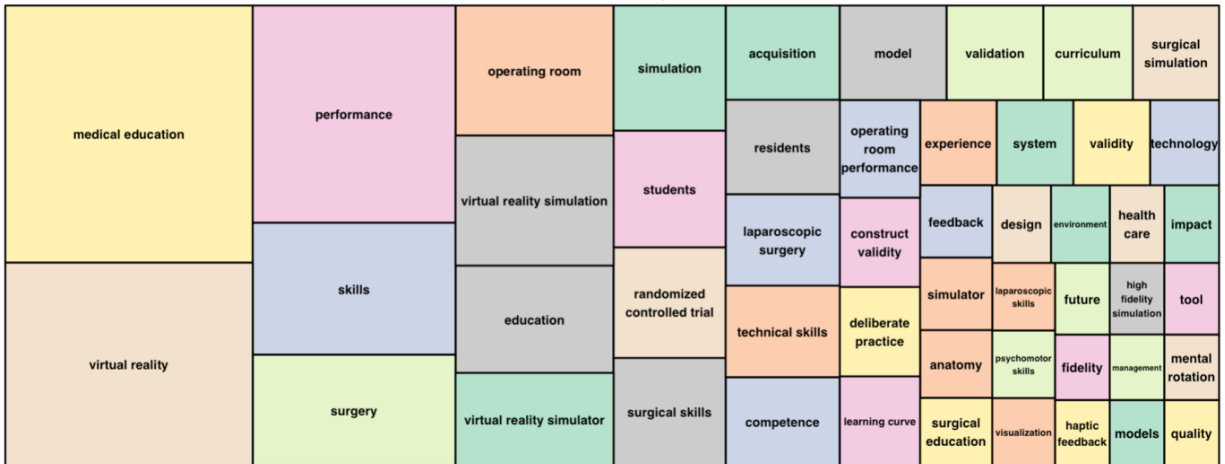 medical education
virtual reality
performance
skills
surgery
operating room
virtual reality simulation
education
virtual reality simulator
simulation
students
randomized
controlled trial
surgical skills
acquisition
residents
laparoscopic
surgery
technical skills
competence
model
validation
curriculum
surgical
simulation
operating
room
performance
construct
validity
deliberate
practice
learning curve
experience
system
validity
technology
feedback
simulator
anatomy
surgical
education
design
environment
health
care
impact
laparoscopic
skills
psychomotor
skills
visualization
future
fidelity
haptic
feedback
high
fidelity
simulation
management
models
tool
mental
rotation
quality